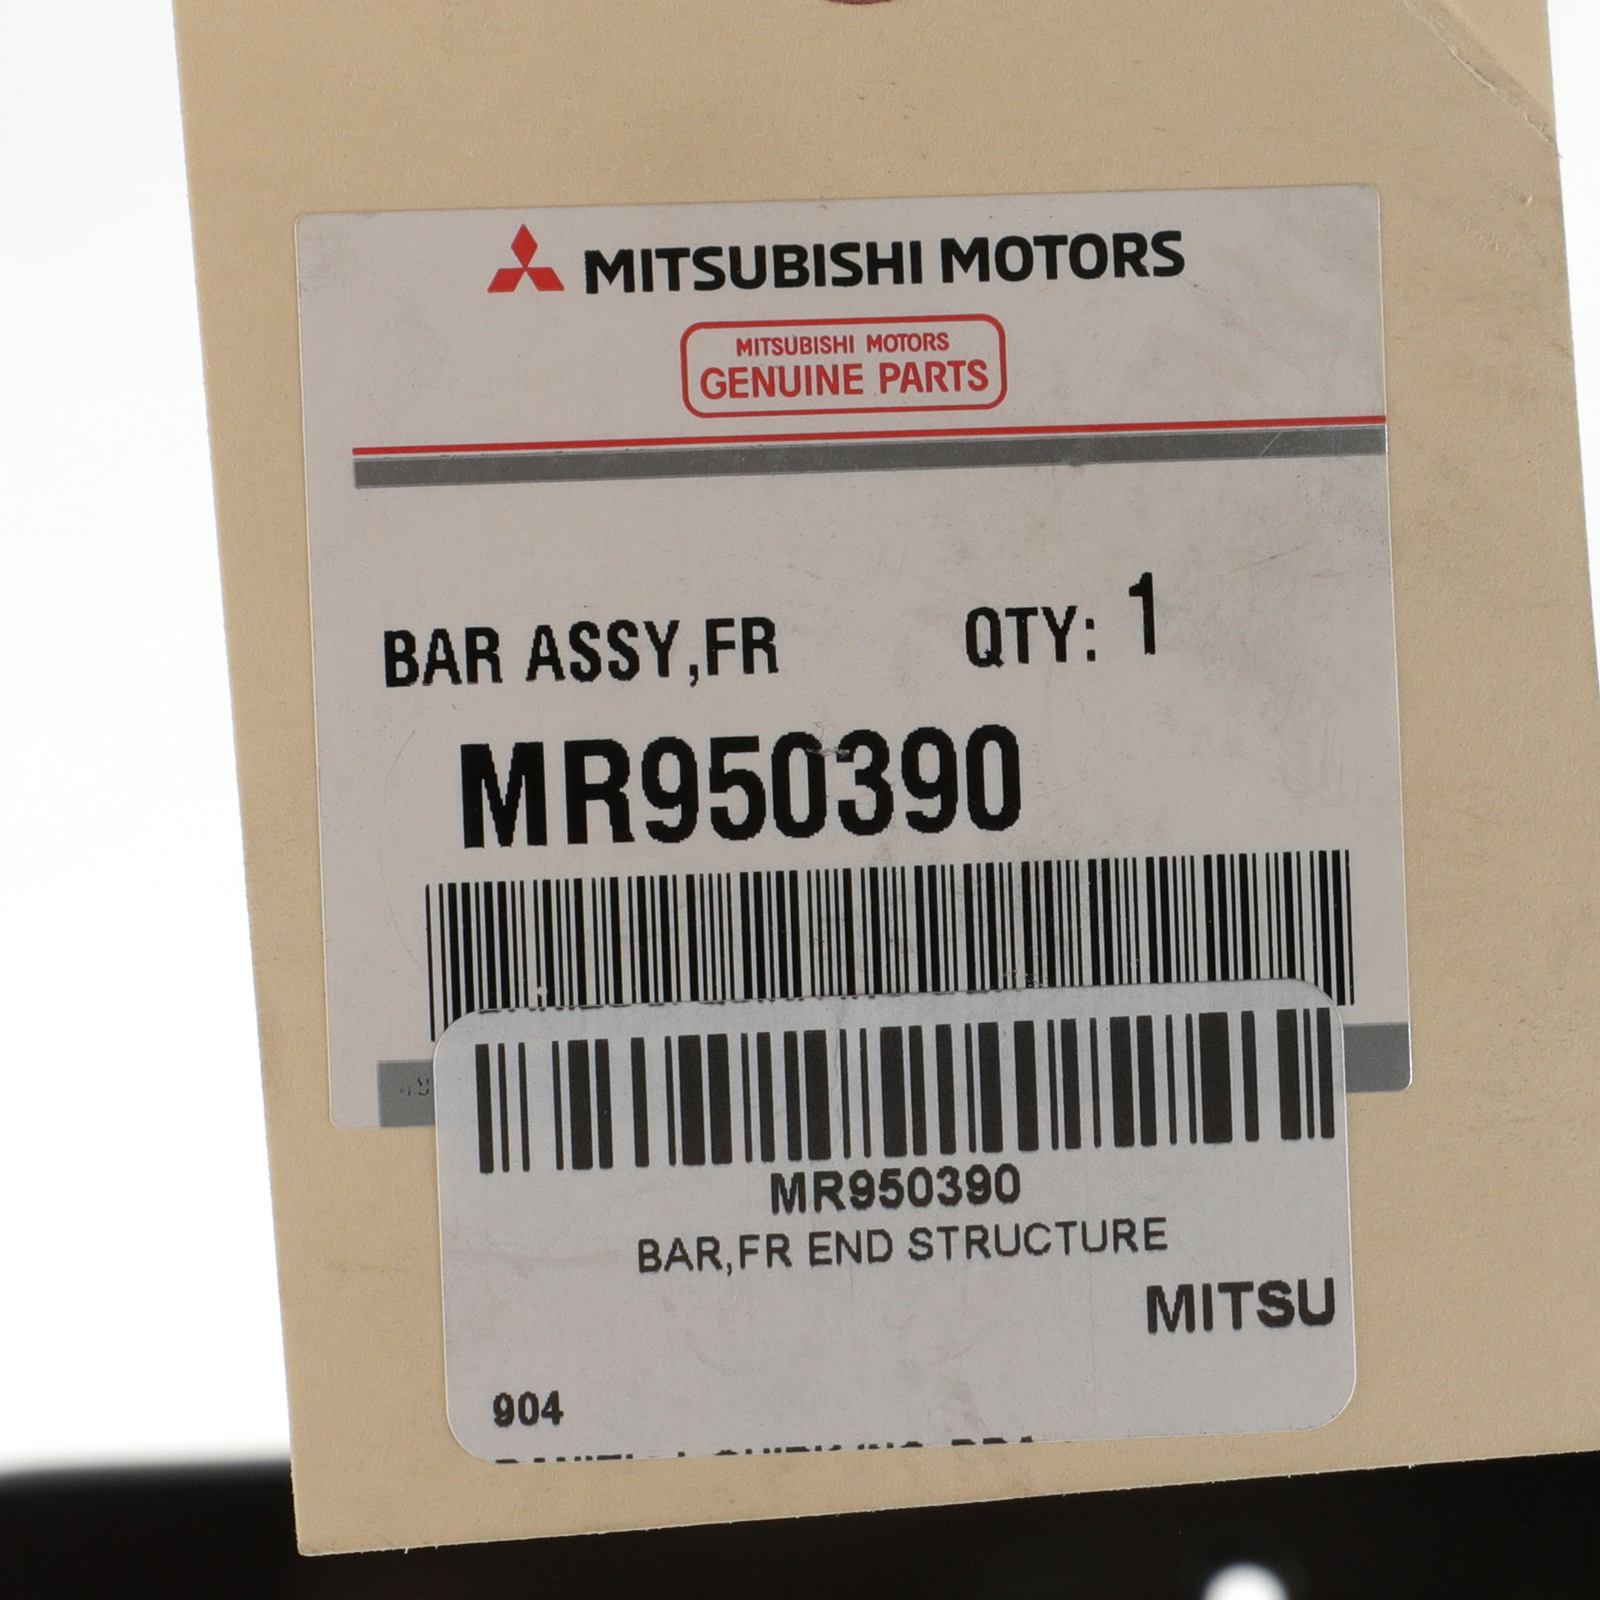 MITSUBISHI MOTORS
MITSUBISHI MOTORS
GENUINE PARTS
BAR ASSY,FR QTY: 1
MR950390
MR950390
BAR,FR END STRUCTURE
MITSU
904